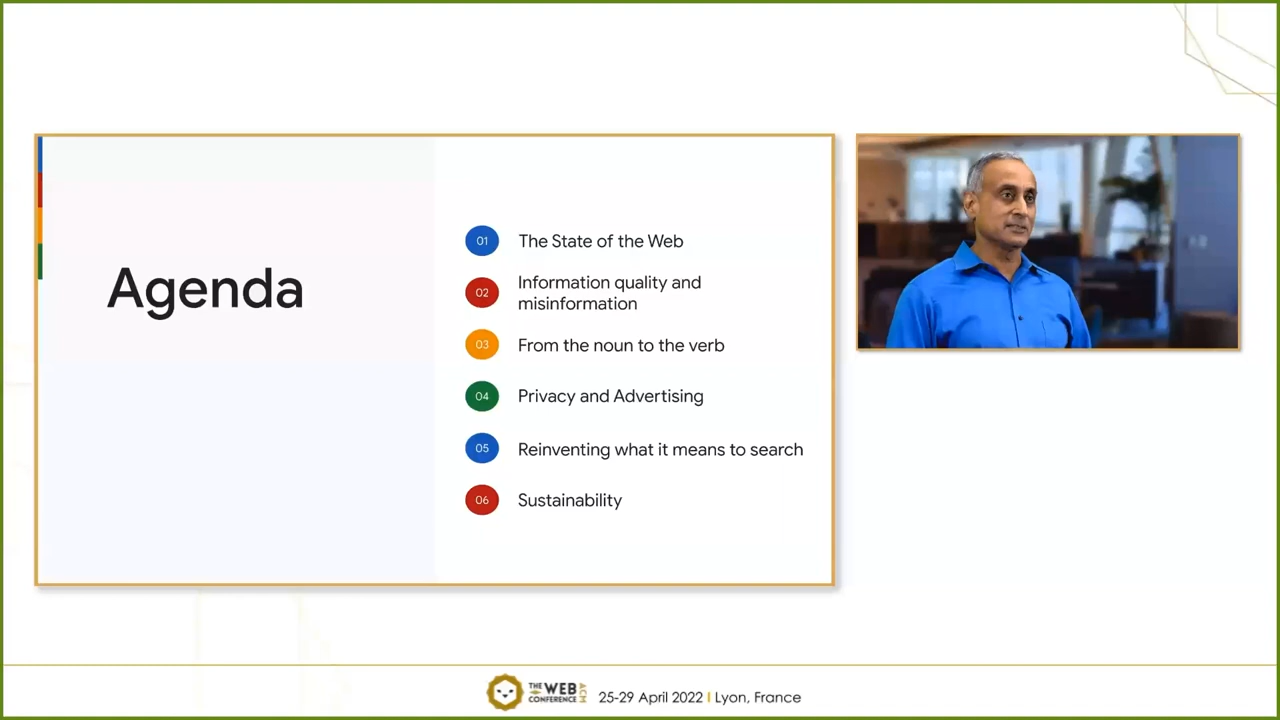 Agenda
01 The State of the Web
02 Information quality and
misinformation
03 From the noun to the verb
04 Privacy and Advertising
05 Reinventing what it means to search
06 Sustainability
THE WEB
CONFERENCE
ACM
25-29 April 2022 I Lyon, France